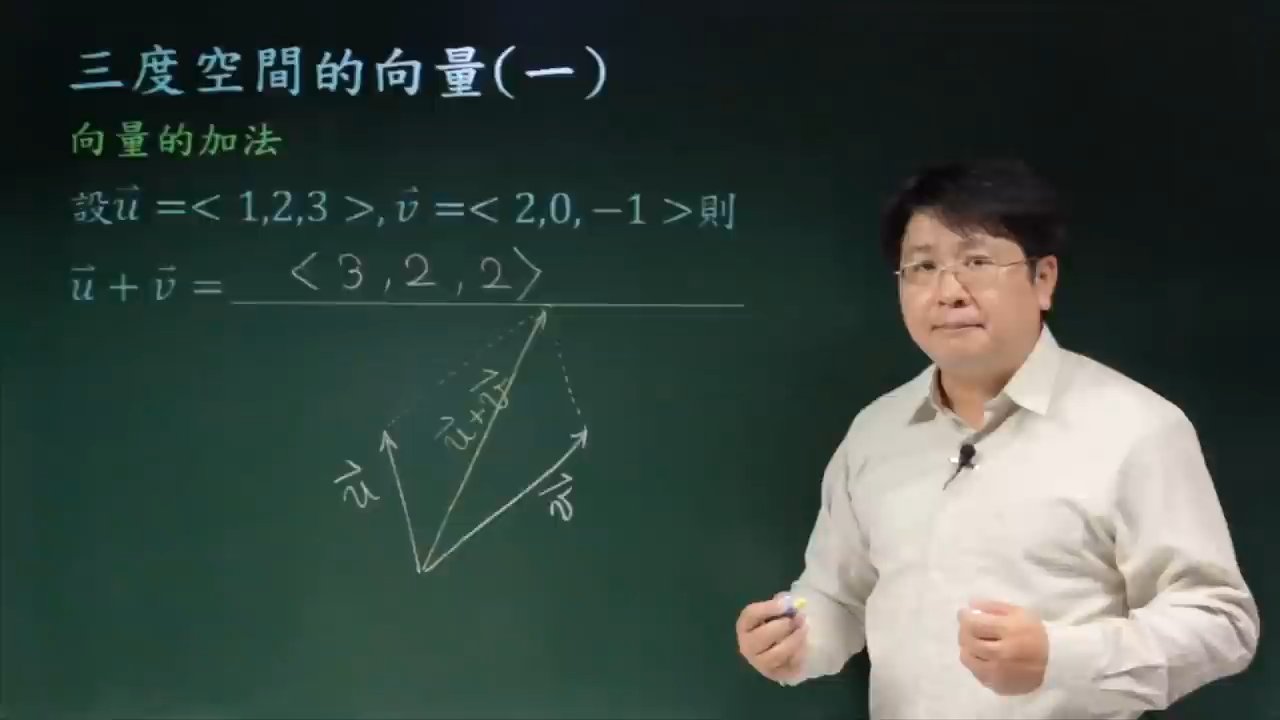 三度空間的向量(一)
向量的加法
設u⃗ =< 1,2,3 >, v⃗ =< 2,0, −1 >則
u⃗ + v⃗ = <3,2,2>
u⃗+v⃗
u⃗
v⃗